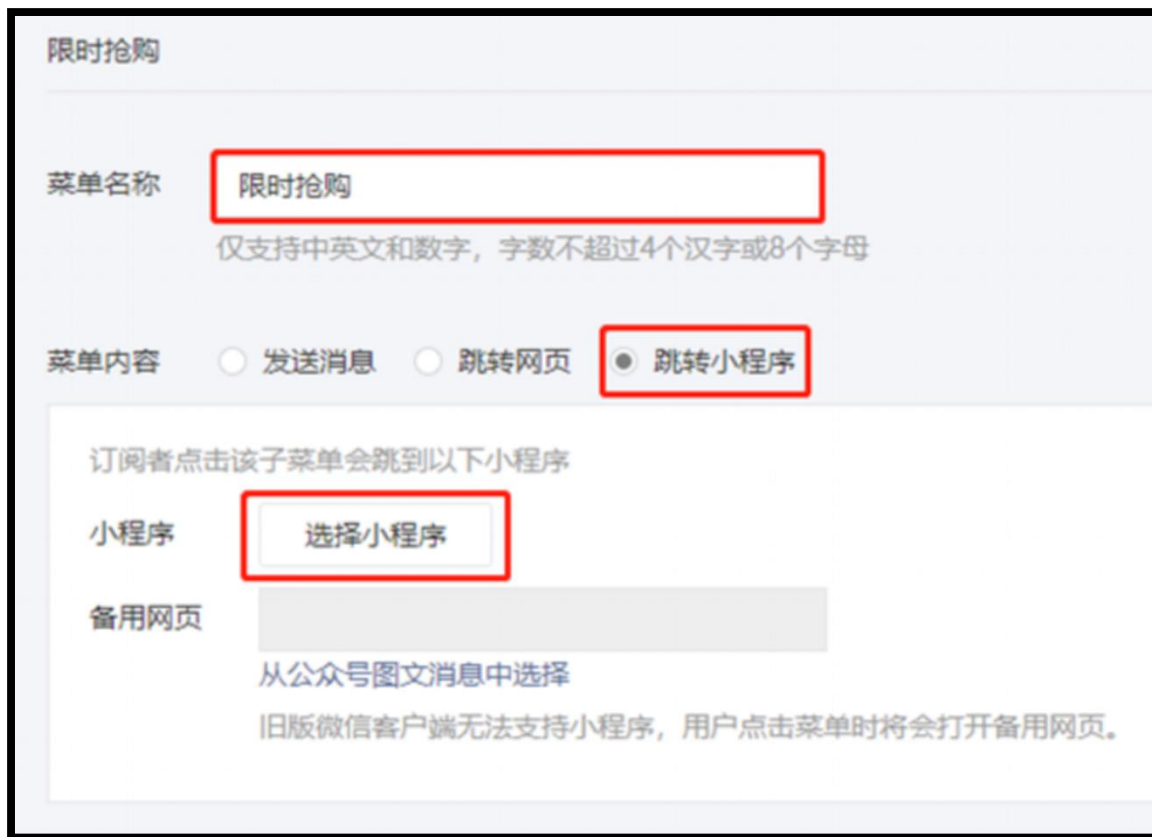 限时抢购
菜单名称 限时抢购
仅支持中英文和数字，字数不超过4个汉字或8个字母
菜单内容 发送消息 跳转网页 跳转小程序
订阅者点击该子菜单会跳到以下小程序
小程序 选择小程序
备用网页
从公众号图文消息中选择
旧版微信客户端无法支持小程序，用户点击菜单时将会打开备用网页。